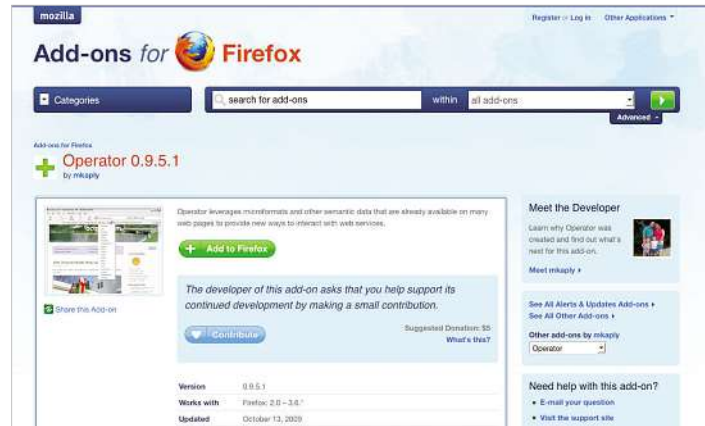 mozilla
Register or Log in Other Applications
Add-ons for Firefox
Categories
search for add-ons within all add-ons
Advanced
Add-ons for Firefox
Operator 0.9.5.1
by mkaply
Operator leverages microformats and other semantic data that are already available on many
web pages to provide new ways to interact with web services.
Add to Firefox
The developer of this add-on asks that you help support its
continued development by making a small contribution.
Contribute
Suggested Donation: $5
What's this?
Share this Add-on
Version 0.9.5.1
Works with Firefox: 2.0 – 3.6.*
Updated October 13, 2009
Meet the Developer
Learn why Operator was
created and find out what's
next for this add-on.
Meet mkaply
See All Alerts & Updates Add-ons
See All Other Add-ons
Other add-ons by mkaply
Operator
Need help with this add-on?
E-mail your question
Visit the support site